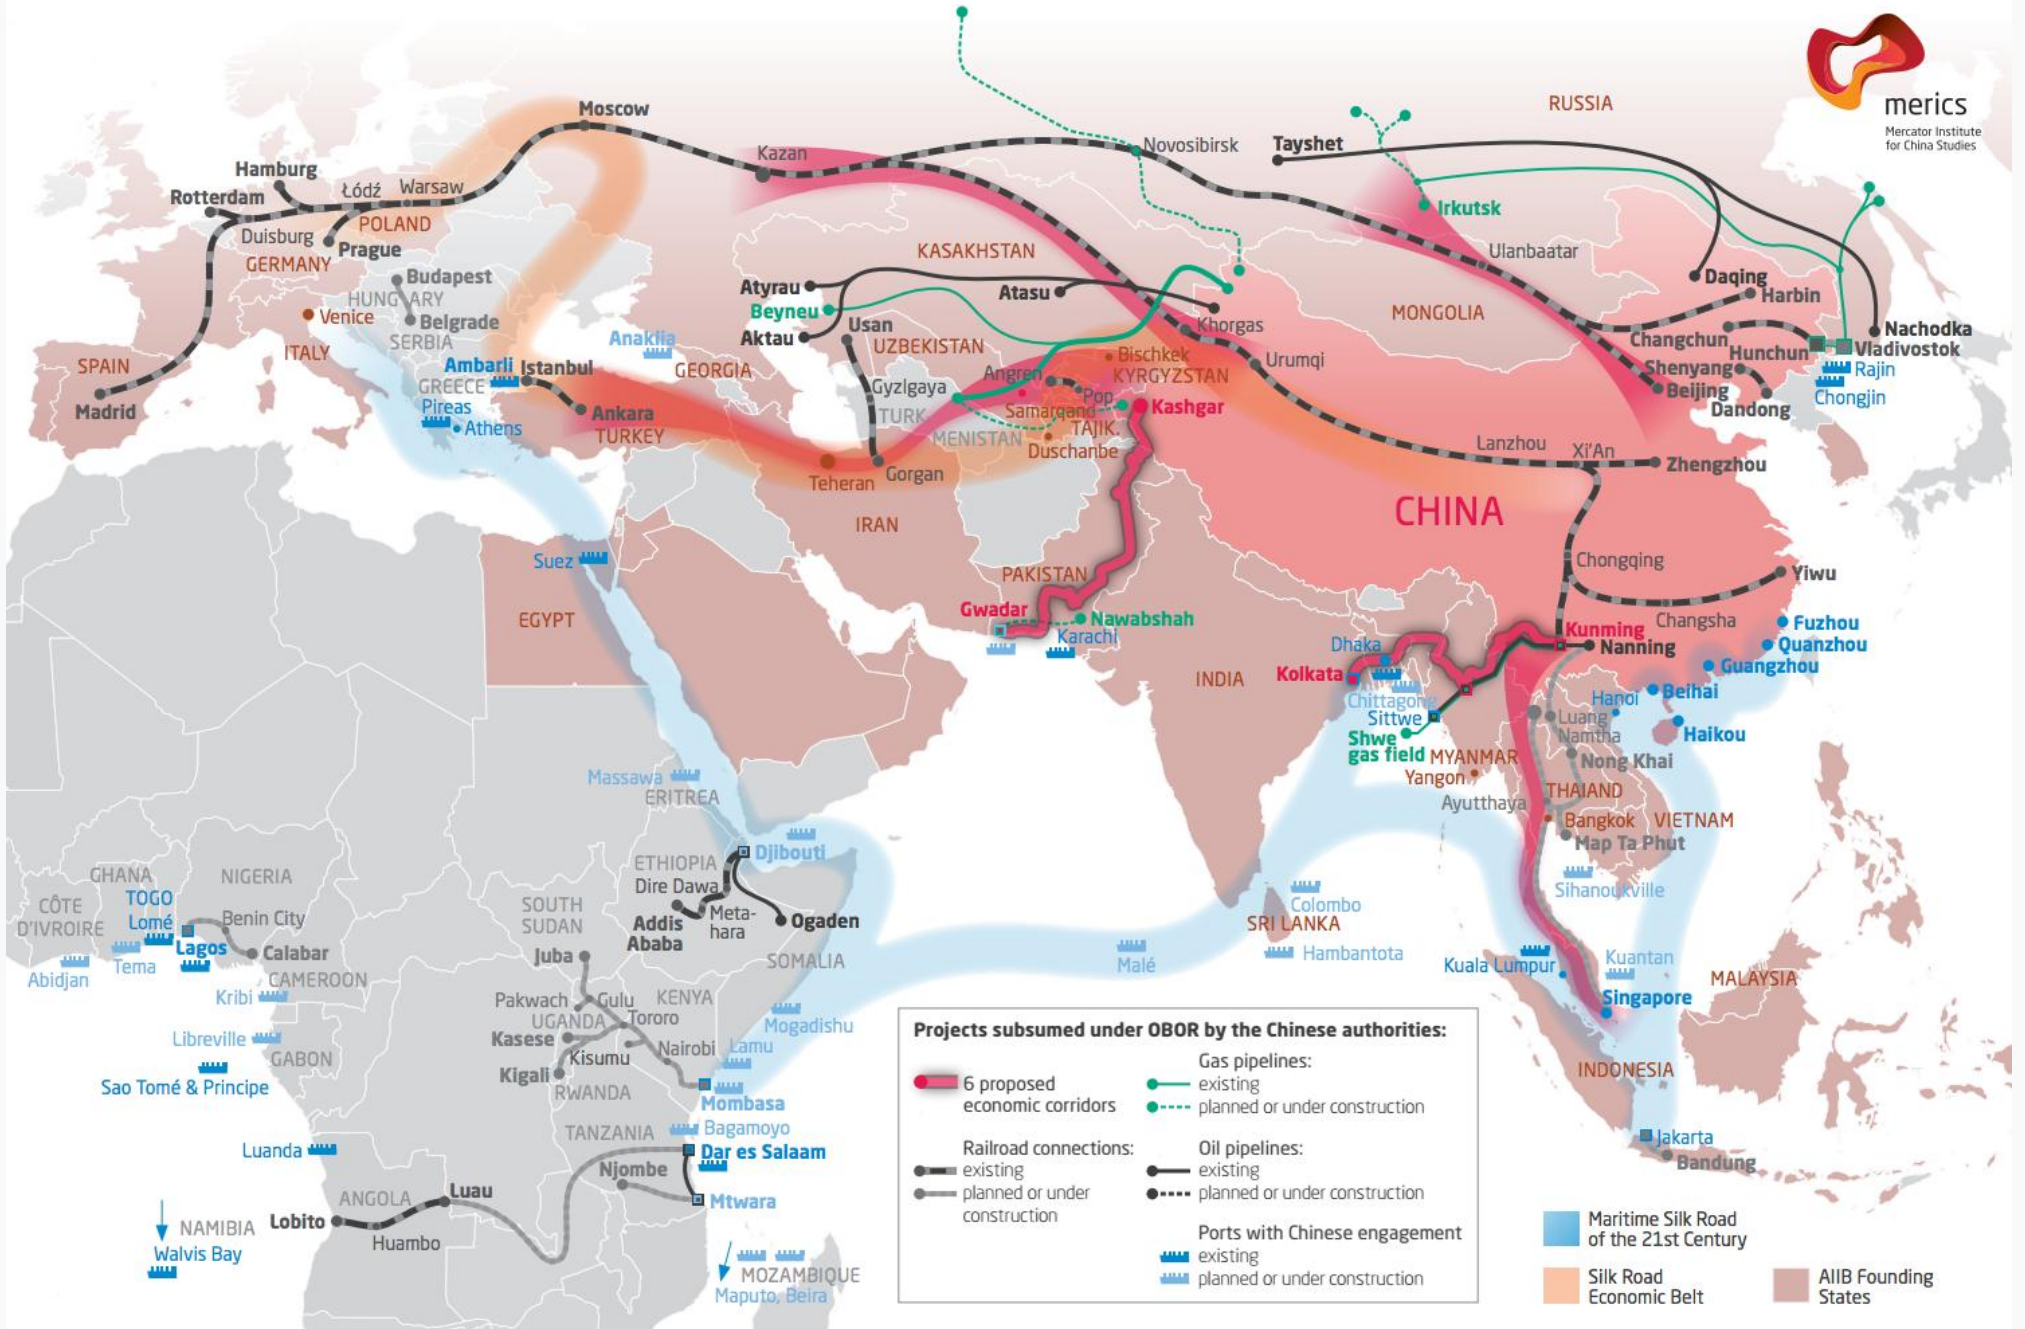 merics
Mercator Institute
for China Studies
Moscow
RUSSIA
Kazan
Novosibirsk
Tayshet
Hamburg
Rotterdam
Łódź
Warsaw
POLAND
Duisburg
Prague
GERMANY
Irkutsk
Ulanbaatar
KASAKHSTAN
Budapest
HUNGARY
Belgrade
SERBIA
Venice
ITALY
Atyrau
Beyneu
Aktau
Atasu
Usan
UZBEKISTAN
Khorgas
MONGOLIA
Daqing
Harbin
Changchun
Hunchun
Nachodka
Vladivostok
Shenyang
Rajin
Beijing
Chongjin
Dandong
Anaklia
GEORGIA
SPAIN
Madrid
Ambarli
Istanbul
GREECE
Pireas
Athens
Ankara
TURKEY
Bischkek
KYRGYZSTAN
Urumqi
Angren
Gyzlgaya
Pop
Kashgar
Samarqand
TURK
MENISTAN
TAJIK.
Duschanbe
Teheran
Gorgan
IRAN
Lanzhou
Xi'An
Zhengzhou
CHINA
Suez
EGYPT
PAKISTAN
Gwadar
Nawabshah
Karachi
Chongqing
Yiwu
Changsha
Fuzhou
Kunming
Quanzhou
Nanning
Guangzhou
Dhaka
Kolkata
INDIA
Chittagong
Sittwe
Shwe
gas field
MYANMAR
Yangon
Hanoi
Beihai
Luang
Namtha
Haikou
Nong Khai
THAIAND
Ayutthaya
Bangkok
VIETNAM
Map Ta Phut
Sihanoukville
Massawa
ERITREA
Djibouti
ETHIOPIA
Dire Dawa
Addis
Ababa
Meta-
hara
Ogaden
GHANA
NIGERIA
CÔTE
D'IVROIRE
TOGO
Lomé
Benin City
Lagos
Calabar
Tema
Abidjan
CAMEROON
Kribi
SOUTH
SUDAN
Juba
SOMALIA
Pakwach
Gulu
KENYA
UGANDA
Tororo
Kasese
Kisumu
Nairobi
Lamu
Mogadishu
Kigali
RWANDA
Libreville
GABON
Sao Tomé & Principe
Mombasa
TANZANIA
Bagamoyo
Dar es Salaam
Luanda
Njombe
Mtwara
ANGOLA
Luau
NAMIBIA
Lobito
Huambo
Walvis Bay
MOZAMBIQUE
Maputo, Beira
Colombo
SRI LANKA
Hambantota
Malé
Kuala Lumpur
Kuantan
Singapore
MALAYSIA
INDONESIA
Jakarta
Bandung
Projects subsumed under OBOR by the Chinese authorities:
6 proposed
economic corridors
Gas pipelines:
existing
planned or under construction
Railroad connections:
existing
planned or under
construction
Oil pipelines:
existing
planned or under construction
Ports with Chinese engagement
existing
planned or under construction
Maritime Silk Road
of the 21st Century
Silk Road
Economic Belt
AIIB Founding
States